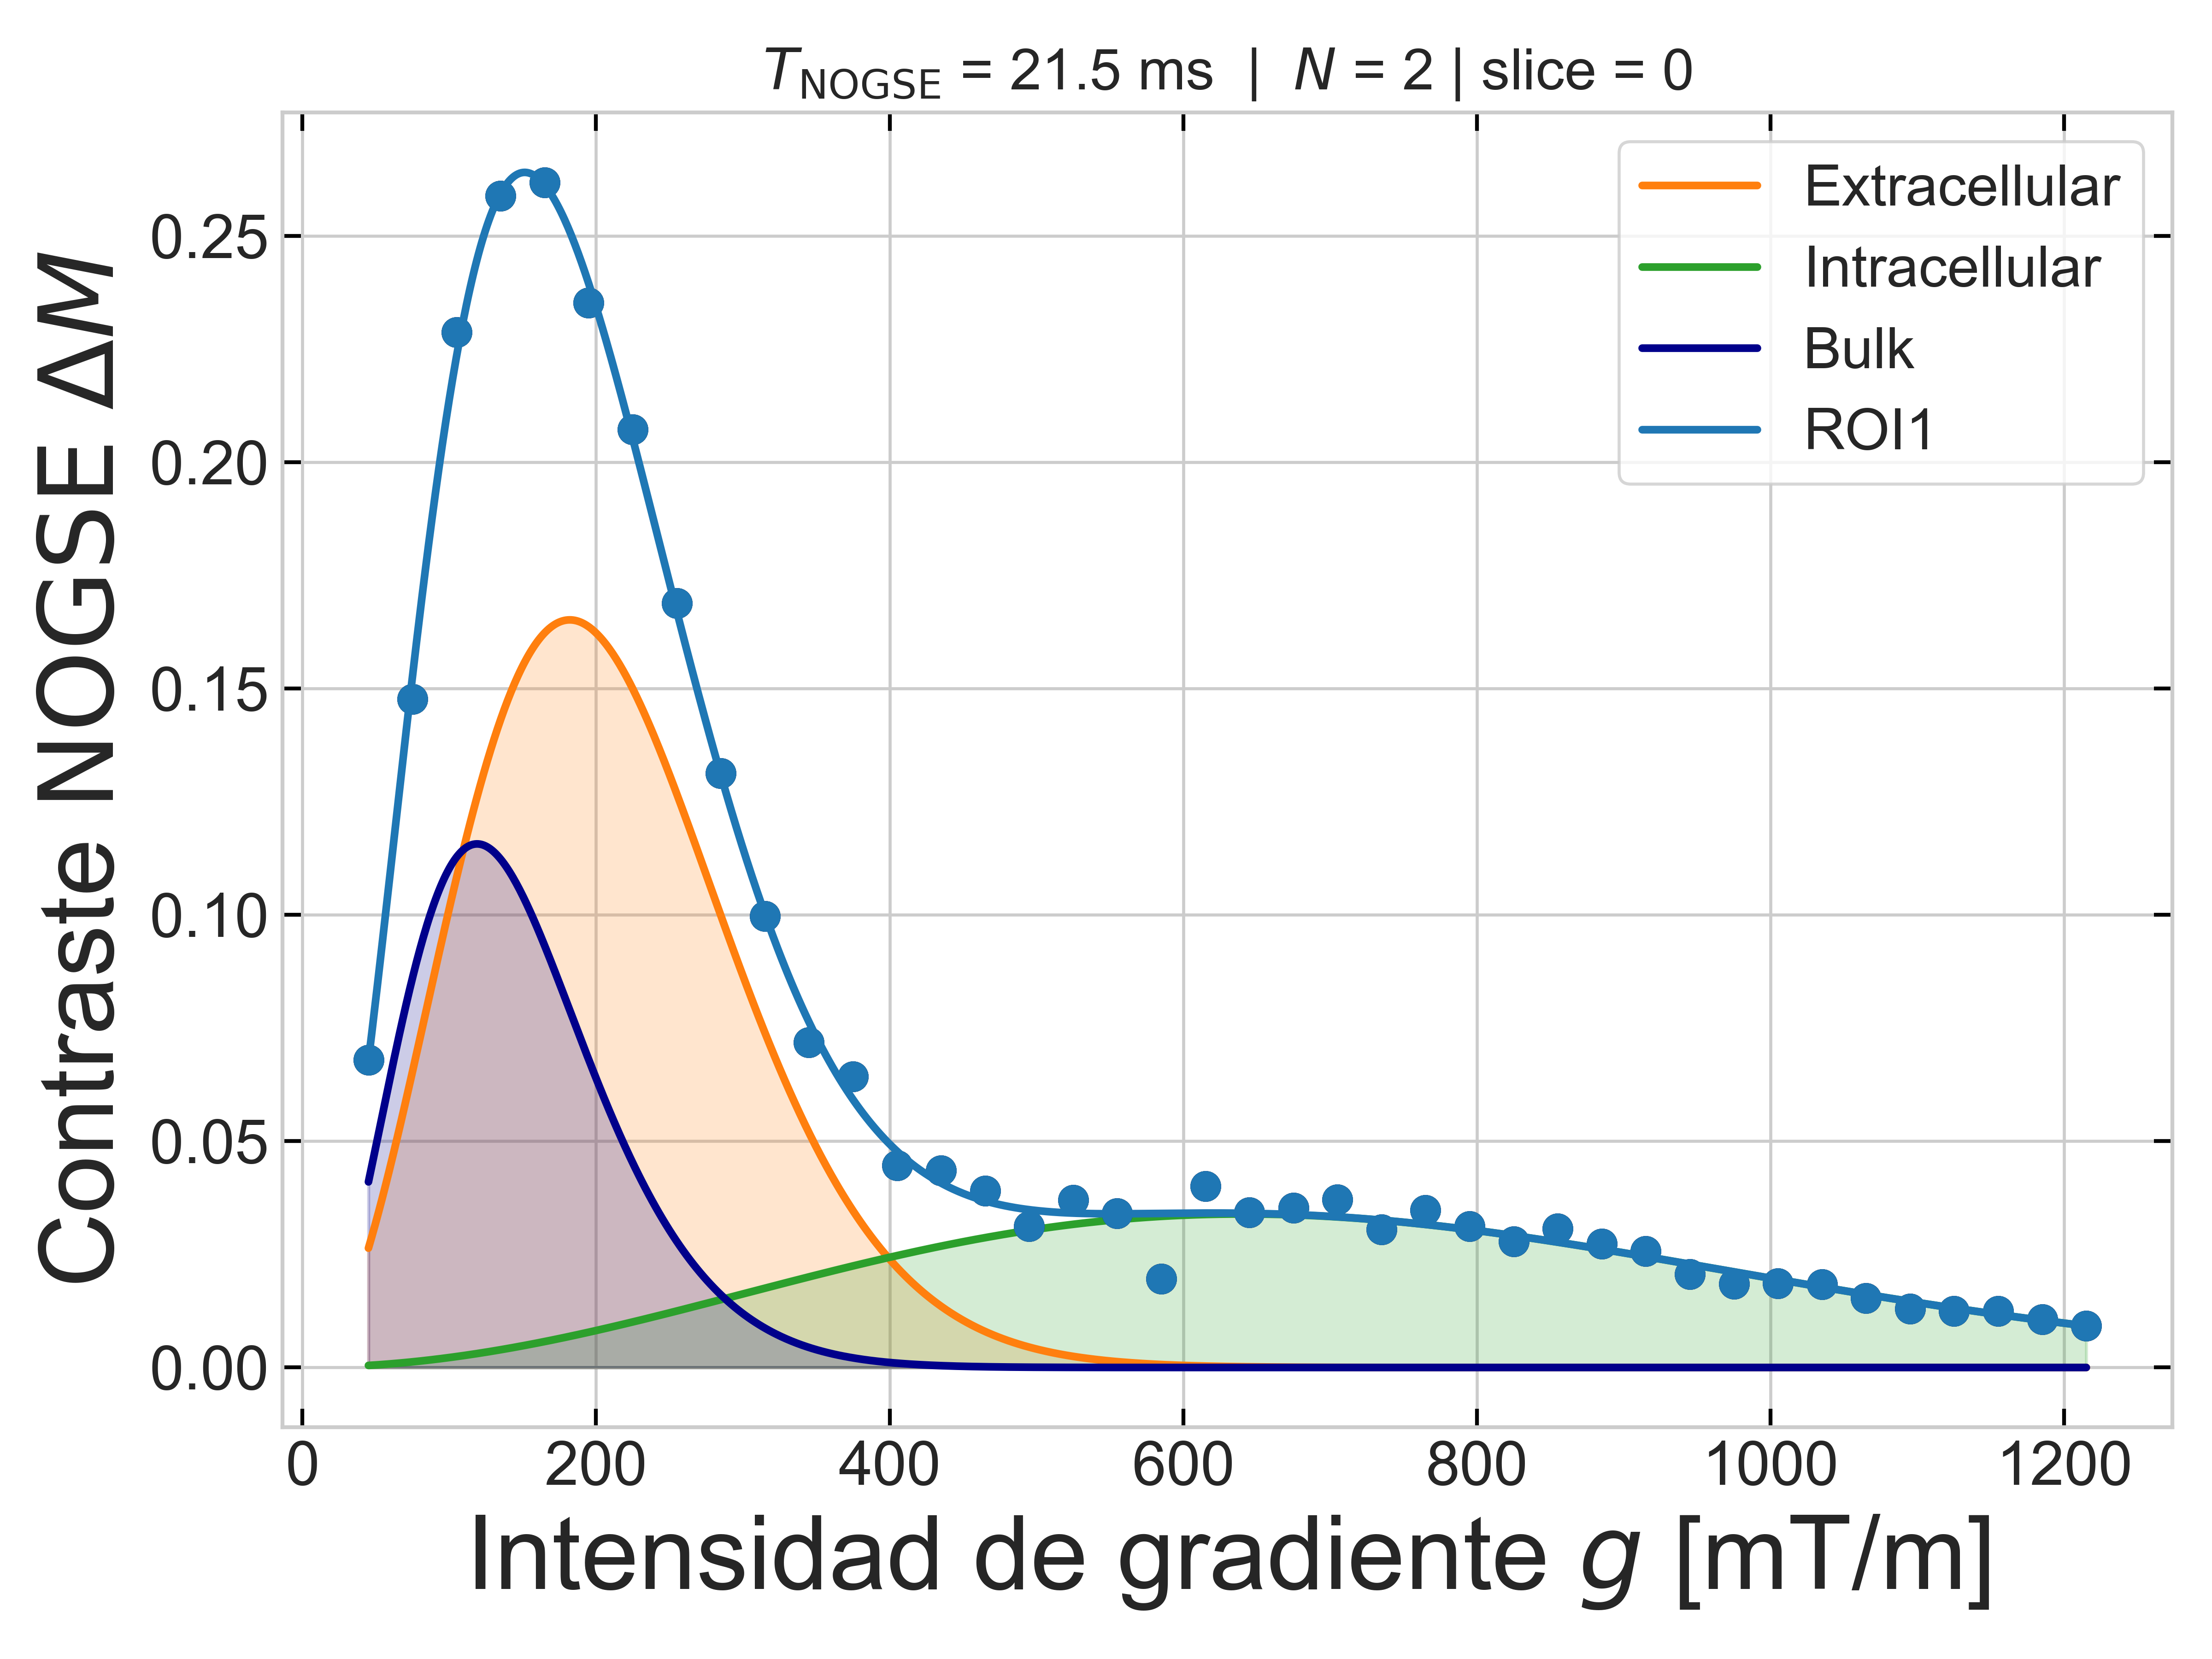 T_NOGSE = 21.5 ms | N = 2 | slice = 0
Contraste NOGSE ΔM
0.25
0.20
0.15
0.10
0.05
0.00
Extracellular
Intracellular
Bulk
ROI1
0 200 400 600 800 1000 1200
Intensidad de gradiente g [mT/m]